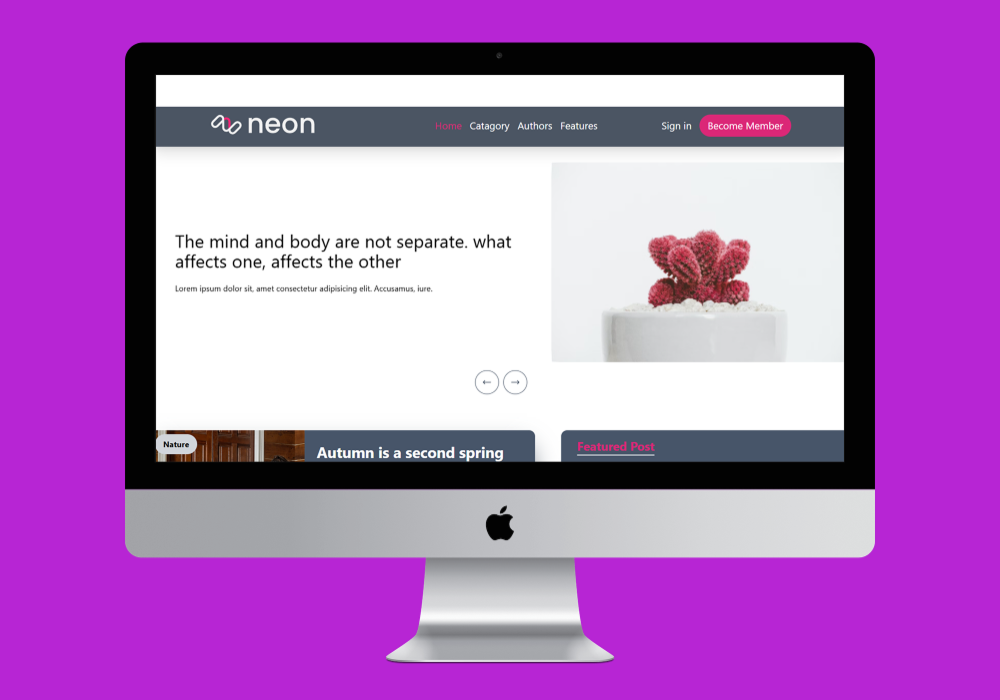 neon
Home Catagory Authors Features
Sign in Become Member
The mind and body are not separate. what
affects one, affects the other
Lorem ipsum dolor sit, amet consectetur adipisicing elit. Accusamus, iure.
← →
Nature
Autumn is a second spring
Featured Post